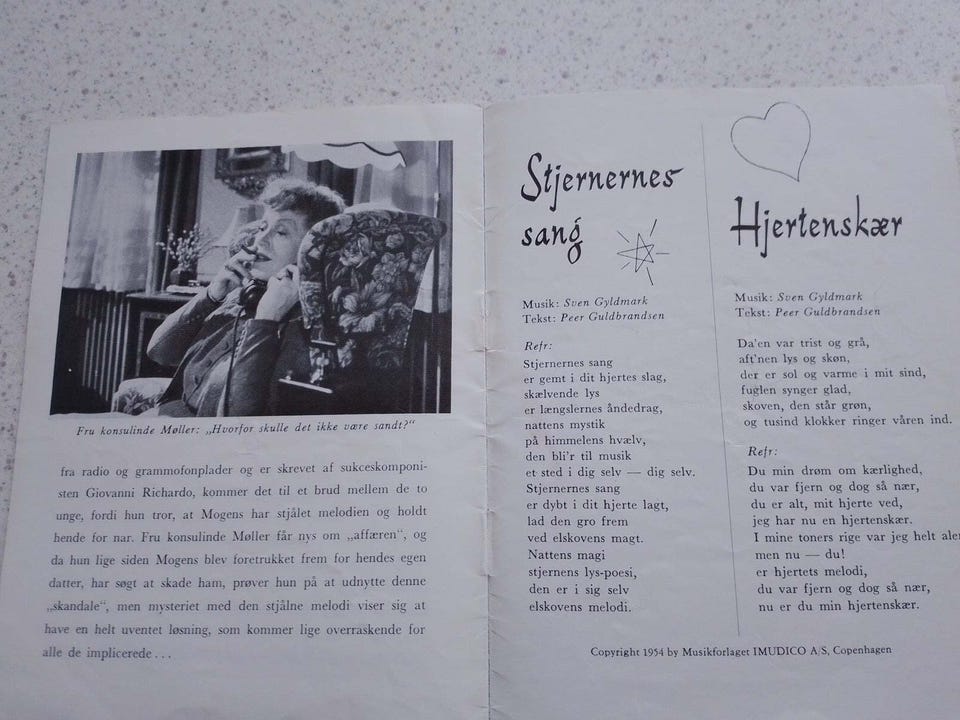 Fru konsulinde Møller: „Hvorfor skulle det ikke være sandt?“
fra radio og grammofonplader og er skrevet af sukceskomponi-
sten Giovanni Richardo, kommer det til et brud mellem de to
unge, fordi hun tror, at Mogens har stjålet melodien og holdt
hende for nar. Fru konsulinde Møller får nys om „affæren“, og
da hun lige siden Mogens blev foretrukket frem for hendes egen
datter, har søgt at skade ham, prøver hun på at udnytte denne
„skandale“, men mysteriet med den stjålne melodi viser sig at
have en helt uventet løsning, som kommer lige overraskende for
alle de implicerede...
Stjernernes
sang
Musik: Sven Gyldmark
Tekst: Peer Guldbrandsen
Refr:
Stjernernes sang
er gemt i dit hjertes slag,
skælvende lys
er længslernes åndedrag,
nattens mystik
på himmelens hvælv,
den bli'r til musik
et sted i dig selv — dig selv.
Stjernernes sang
er dybt i dit hjerte lagt,
lad den gro frem
ved elskovens magt.
Nattens magi
stjernens lys-poesi,
den er i sig selv
elskovens melodi.
Hjertenskær
Musik: Sven Gyldmark
Tekst: Peer Guldbrandsen
Da'en var trist og grå,
aft'nen lys og skøn,
der er sol og varme i mit sind,
fuglen synger glad,
skoven, den står grøn,
og tusind klokker ringer våren ind.
Refr:
Du min drøm om kærlighed,
du var fjern og dog så nær,
du er alt, mit hjerte ved,
jeg har nu en hjertenskær.
I mine toners rige var jeg helt
men nu — du!
er hjertets melodi,
du var fjern og dog så nær,
nu er du min hjertenskær.
Copyright 1954 by Musikforlaget IMUDICO A/S, Copenhagen